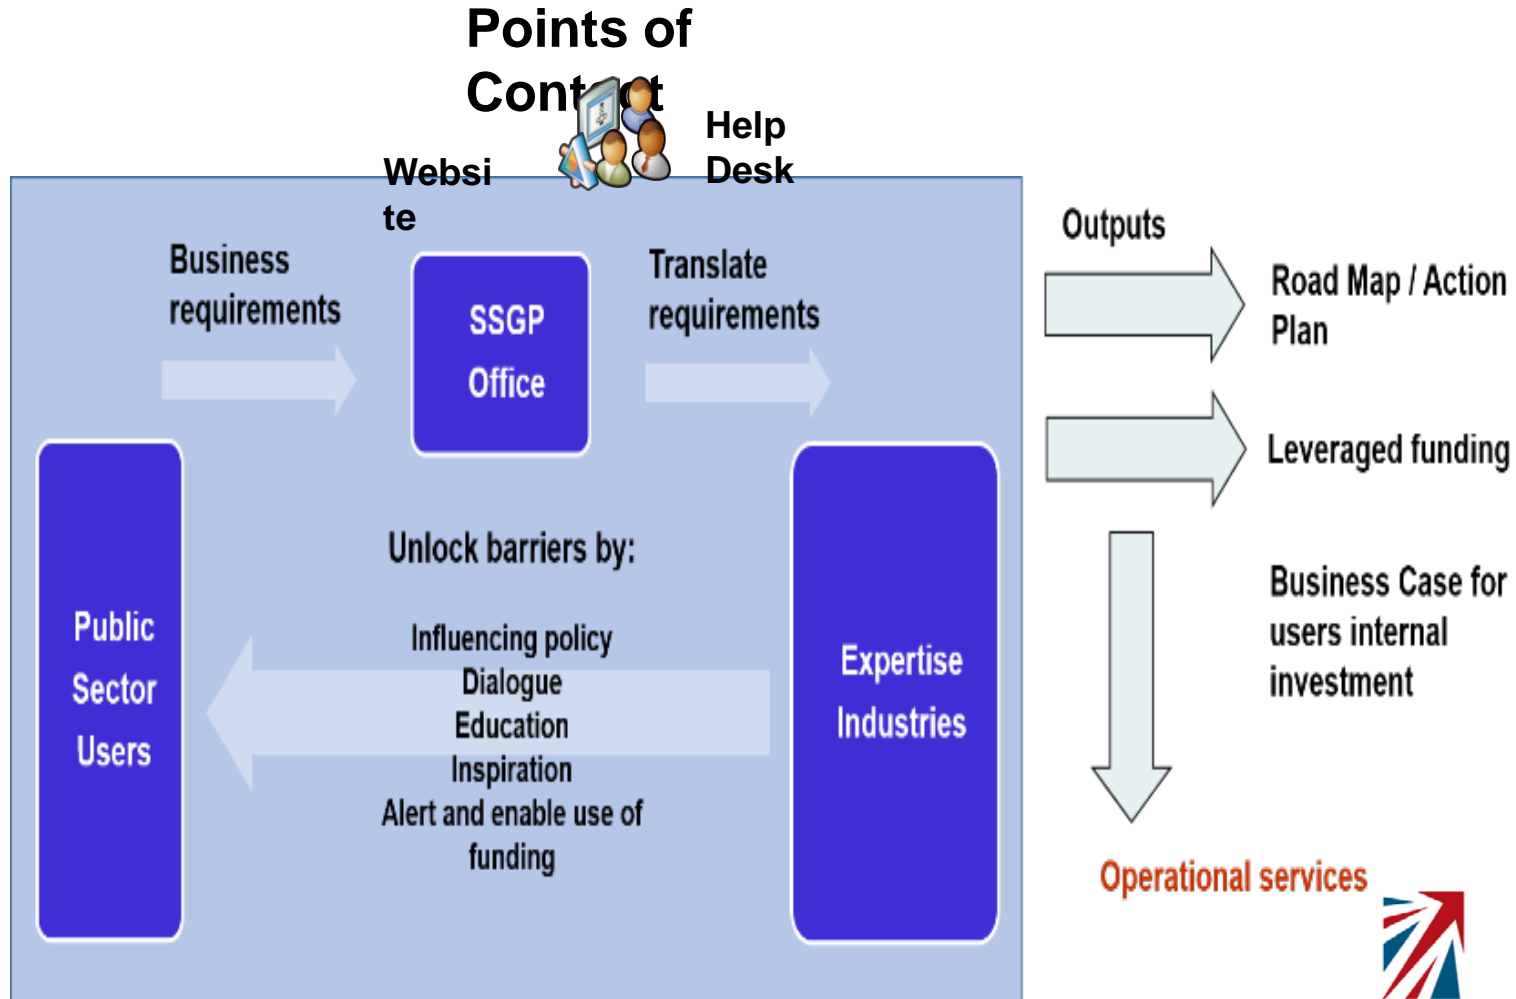 Points of
Contact
Help
Desk
Websi
te
Business
requirements
SSGP
Office
Translate
requirements
Outputs
Road Map / Action
Plan
Leveraged funding
Business Case for
users internal
investment
Operational services
Unlock barriers by:
Influencing policy
Dialogue
Education
Inspiration
Alert and enable use of
funding
Public
Sector
Users
Expertise
Industries